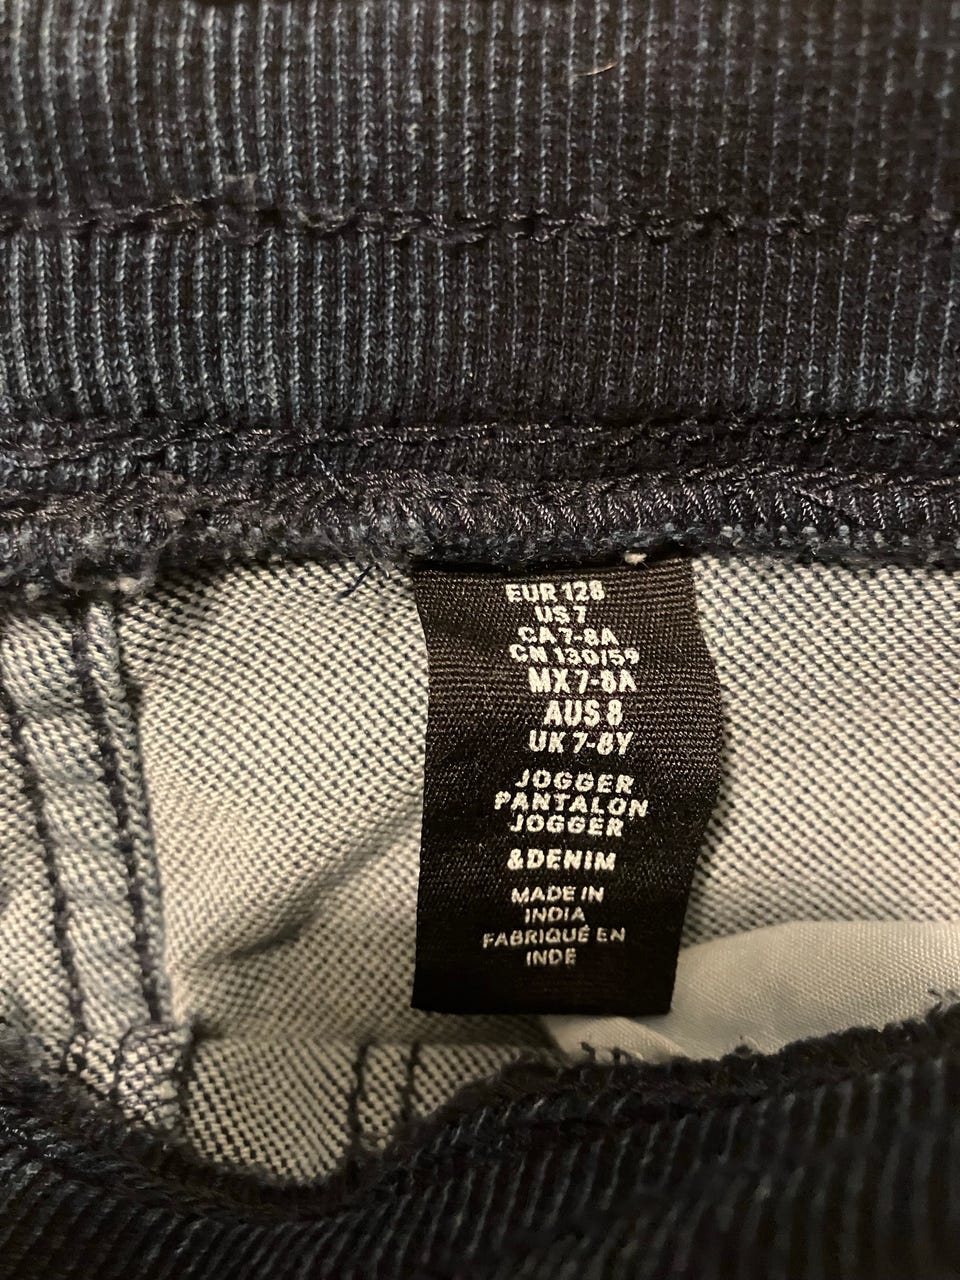 EUR 128
US 7
CA 7-8A
CN 130/59
MX 7-8A
AUS 8
UK 7-8Y
JOGGER
PANTALON
JOGGER
&DENIM
MADE IN
INDIA
FABRIQUÉ EN
INDE